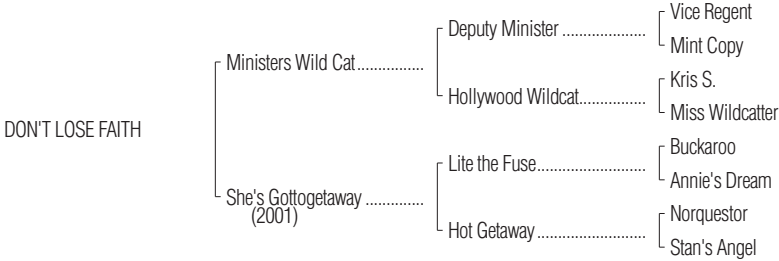 Vice Regent
Deputy Minister ....................
Mint Copy
Ministers Wild Cat................
Kris S.
Hollywood Wildcat................
Miss Wildcatter
DON'T LOSE FAITH
Buckaroo
Lite the Fuse..........................
Annie's Dream
She's Gottogetaway ..............
(2001)
Norquestor
Hot Getaway ..........................
Stan's Angel